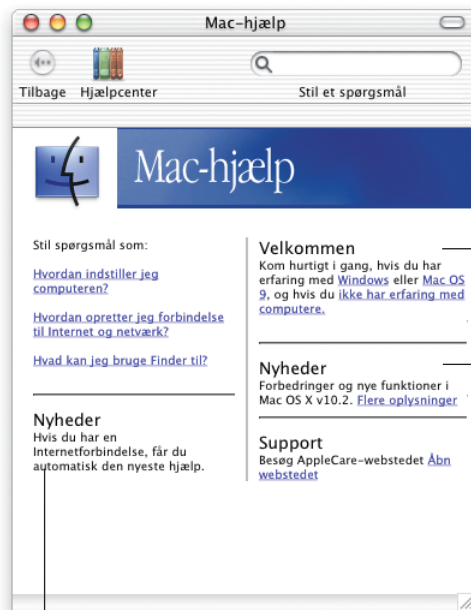 Mac-hjælp
Tilbage
Hjælpcenter
Stil et spørgsmål
Mac-hjælp
Stil spørgsmål som:
Hvordan indstiller jeg
computeren?
Hvordan opretter jeg forbindelse
til Internet og netværk?
Hvad kan jeg bruge Finder til?
Nyheder
Hvis du har en
Internetforbindelse, får du
automatisk den nyeste hjælp.
Velkommen
Kom hurtigt i gang, hvis du har
erfaring med Windows eller Mac OS
9, og hvis du ikke har erfaring med
computere.
Nyheder
Forbedringer og nye funktioner i
Mac OS X v10.2. Flere oplysninger
Support
Besøg AppleCare-webstedet Åbn
webstedet